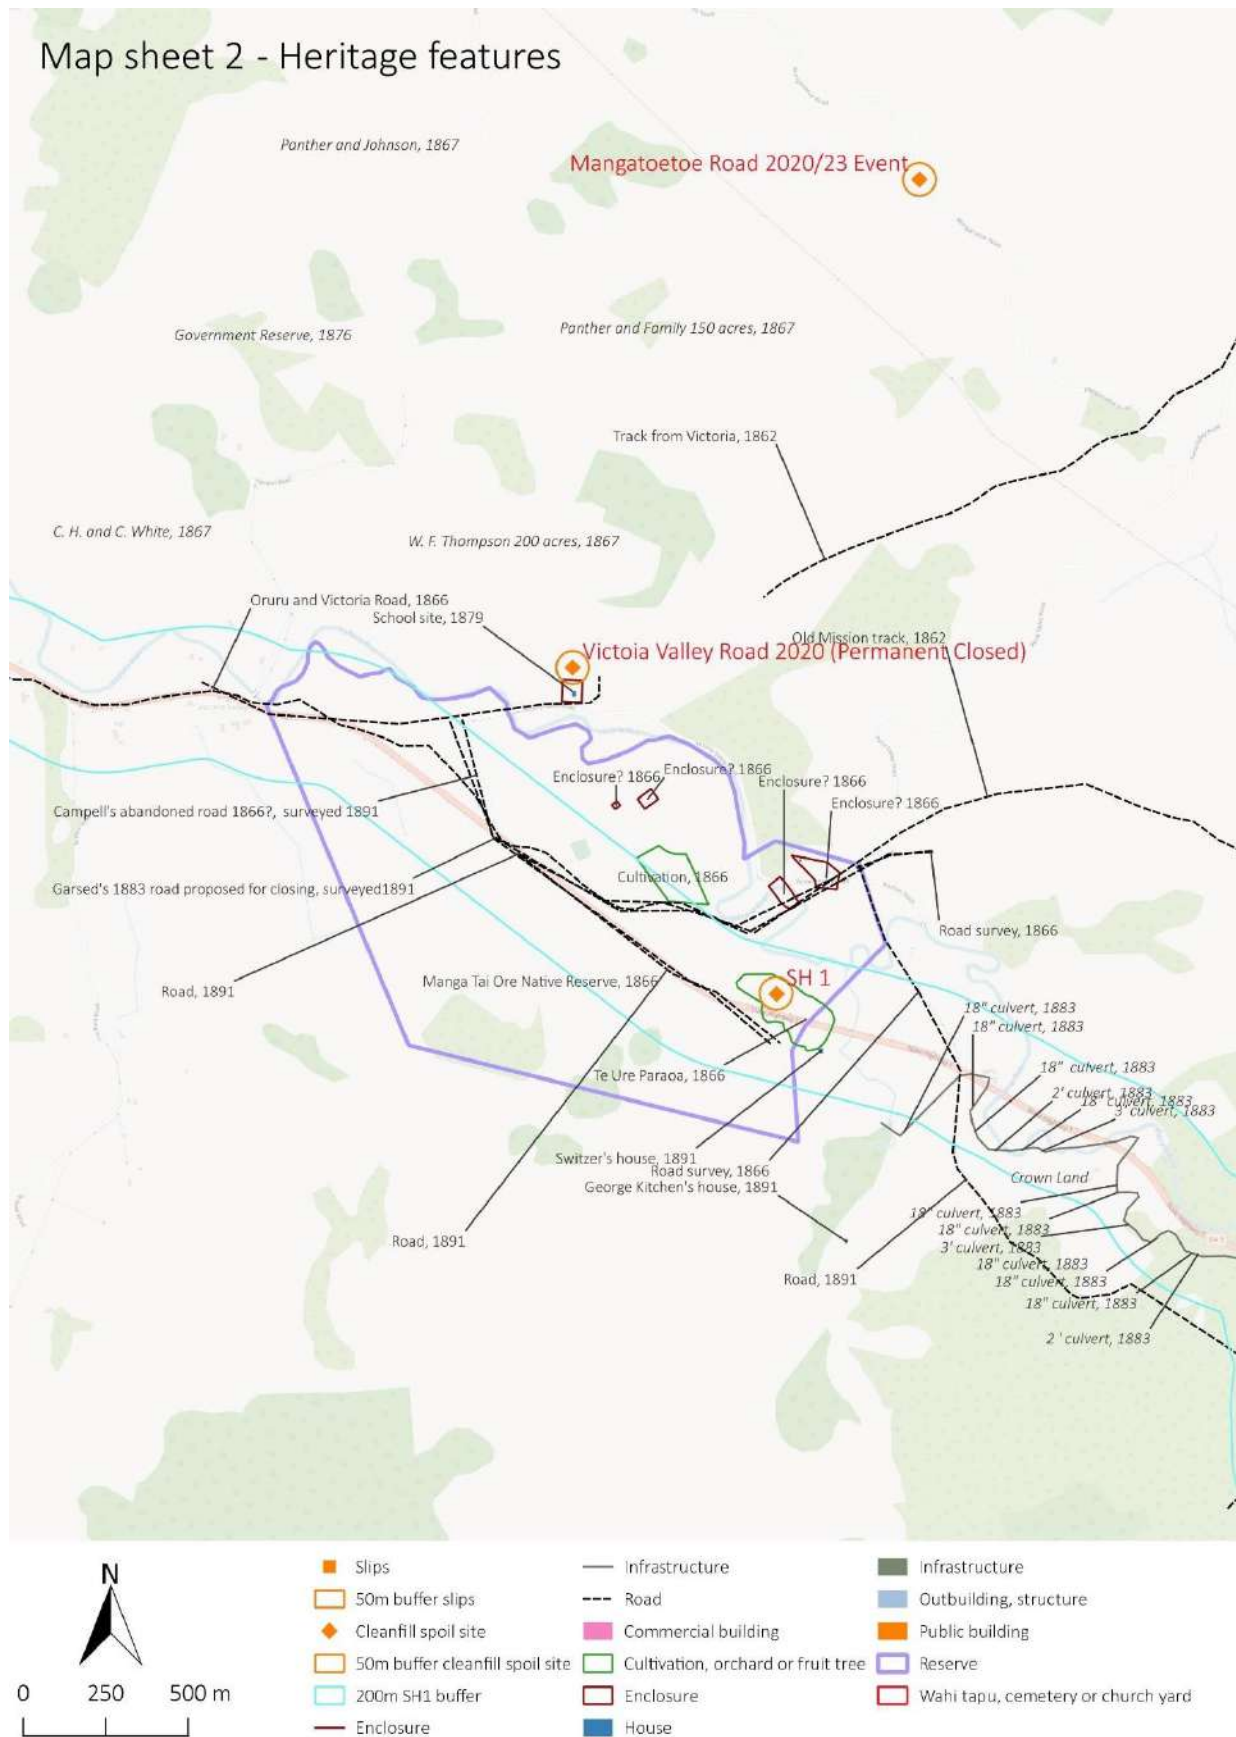 Map sheet 2 - Heritage features
Panther and Johnson, 1867
Mangatoetoe Road 2020/23 Event
Government Reserve, 1876
Panther and Family 150 acres, 1867
Track from Victoria, 1862
C. H. and C. White, 1867
W. F. Thompson 200 acres, 1867
Oruru and Victoria Road, 1866
School site, 1879
Old Mission track, 1862
Victoia Valley Road 2020 (Permanent Closed)
Enclosure? 1866
Enclosure? 1866
Enclosure? 1866
Enclosure? 1866
Campell's abandoned road 1866?, surveyed 1891
Cultivation, 1866
Garsed's 1883 road proposed for closing, surveyed1891
Road survey, 1866
Road, 1891
Manga Tai Ore Native Reserve, 1866
SH 1
18" culvert, 1883
18" culvert, 1883
Te Ure Paraoa, 1866
18" culvert, 1883
2' culvert, 1883
18" culvert, 1883
3' culvert, 1883
Switzer's house, 1891
Road survey, 1866
George Kitchen's house, 1891
Crown Land
18" culvert, 1883
18" culvert, 1883
3' culvert, 1883
18" culvert, 1883
18" culvert, 1883
18" culvert, 1883
2 ' culvert, 1883
Road, 1891
Road, 1891
N
0 250 500 m
Slips
50m buffer slips
Cleanfill spoil site
50m buffer cleanfill spoil site
200m SH1 buffer
Enclosure
Infrastructure
Road
Commercial building
Cultivation, orchard or fruit tree
Enclosure
House
Infrastructure
Outbuilding, structure
Public building
Reserve
Wahi tapu, cemetery or church yard